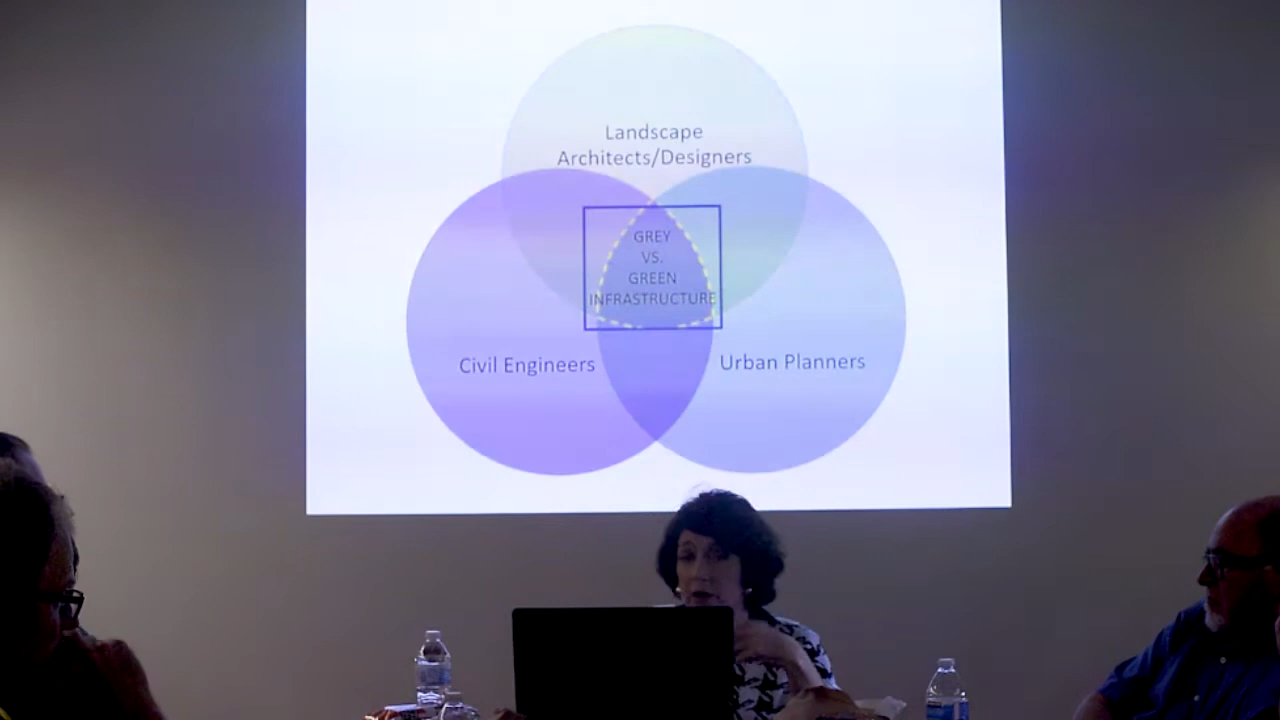 Landscape
Architects/Designers
GREY
VS.
GREEN
INFRASTRUCTURE
Civil Engineers
Urban Planners